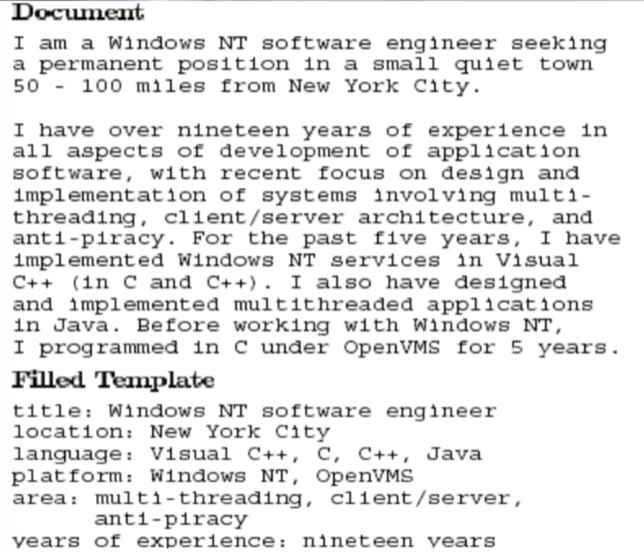 Document
I am a Windows NT software engineer seeking
a permanent position in a small quiet town
50 - 100 miles from New York City.
I have over nineteen years of experience in
all aspects of development of application
software, with recent focus on design and
implementation of systems involving multi-
threading, client/server architecture, and
anti-piracy. For the past five years, I have
implemented Windows NT services in Visual
C++ (in C and C++). I also have designed
and implemented multithreaded applications
in Java. Before working with Windows NT,
I programmed in C under OpenVMS for 5 years.
Filled Template
title: Windows NT software engineer
location: New York City
language: Visual C++, C, C++, Java
platform: Windows NT, OpenVMS
area: multi-threading, client/server,
anti-piracy
years of experience: nineteen years